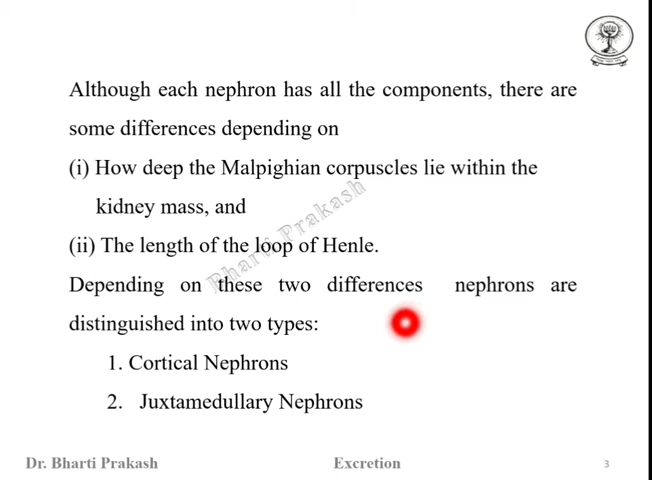 Although each nephron has all the components, there are
some differences depending on
(i) How deep the Malpighian corpuscles lie within the
kidney mass, and
(ii) The length of the loop of Henle.
Depending on these two differences nephrons are
distinguished into two types:
1. Cortical Nephrons
2. Juxtamedullary Nephrons
Bharti Prakash
Dr. Bharti Prakash
Excretion
3